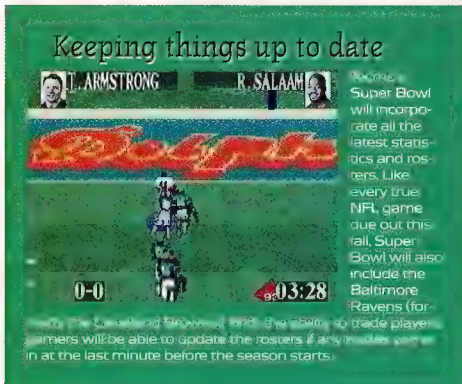 Keeping things up to date
T. ARMSTRONG R. SALAAM
Super Bowl
will incorpo-
rate all the
latest statis-
tics and ros-
ters. Like
every true
NFL game
due out this
fall, Super
Bowl will also
include the
Baltimore
0-0 03:28
Ravens (for-
trade player
will be able to update the rosters
in at the last minute before the season starts.